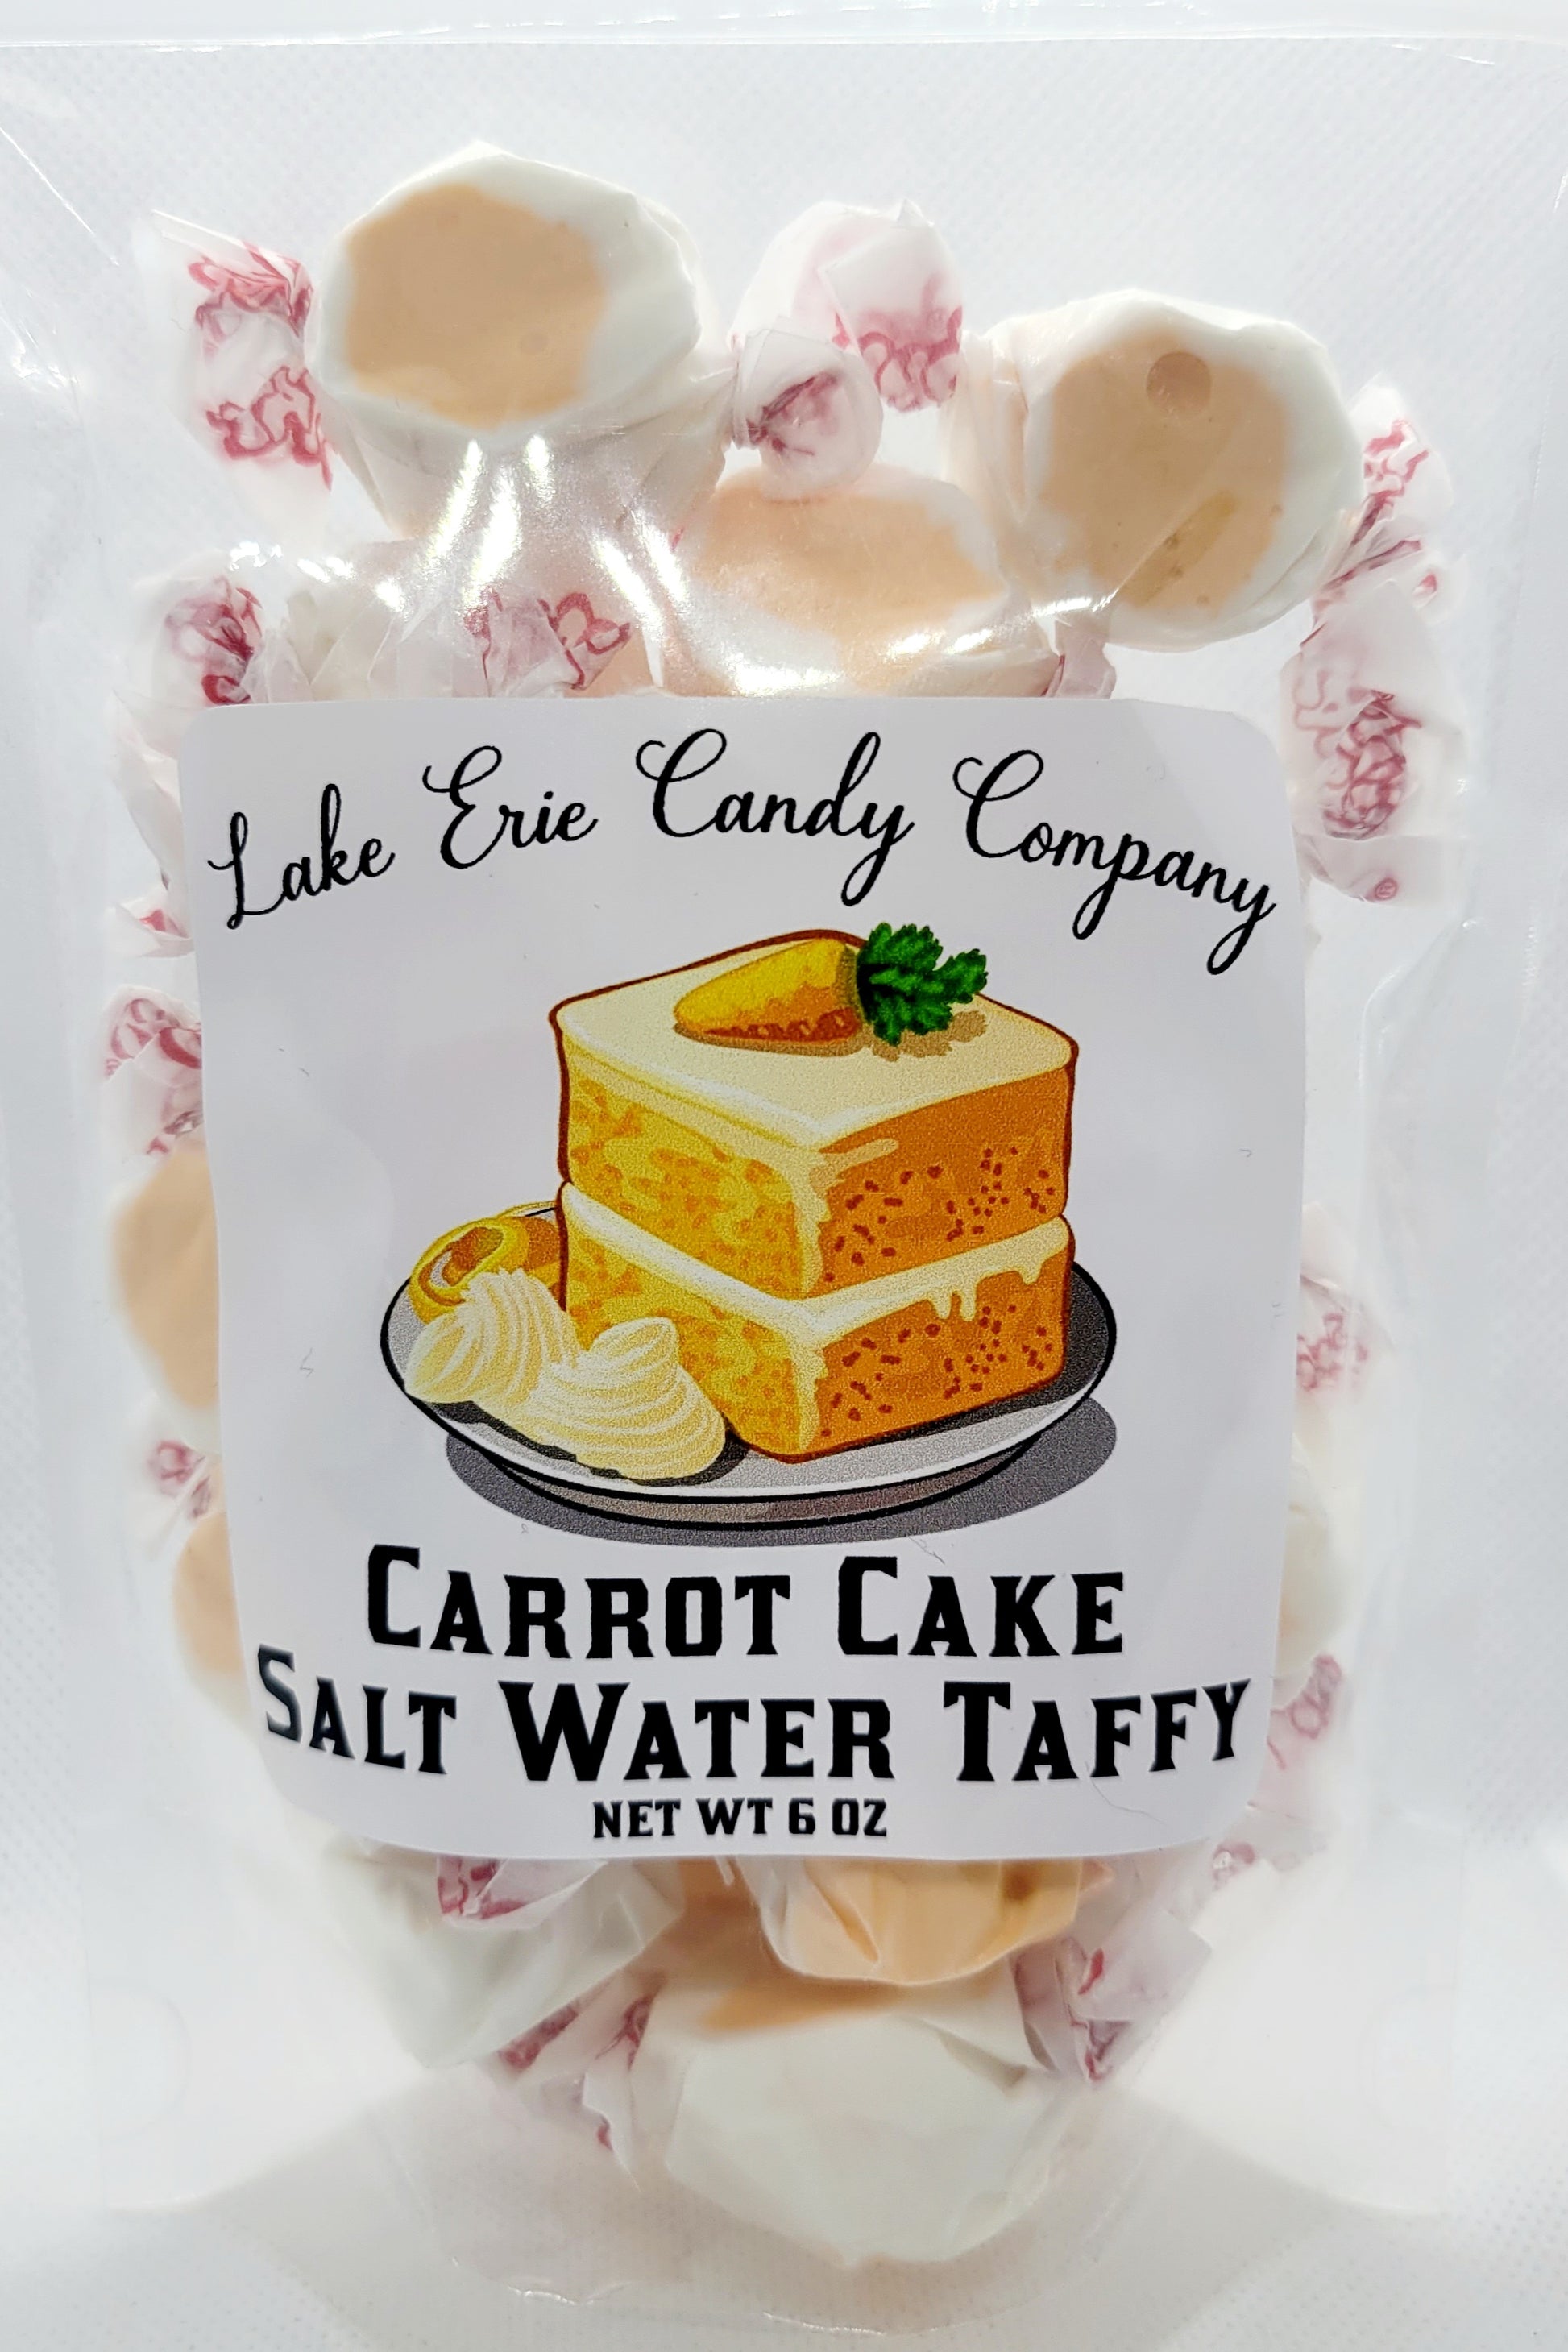 Lake Erie Candy Company
Carrot Cake
Salt Water Taffy
NET WT 6 OZ